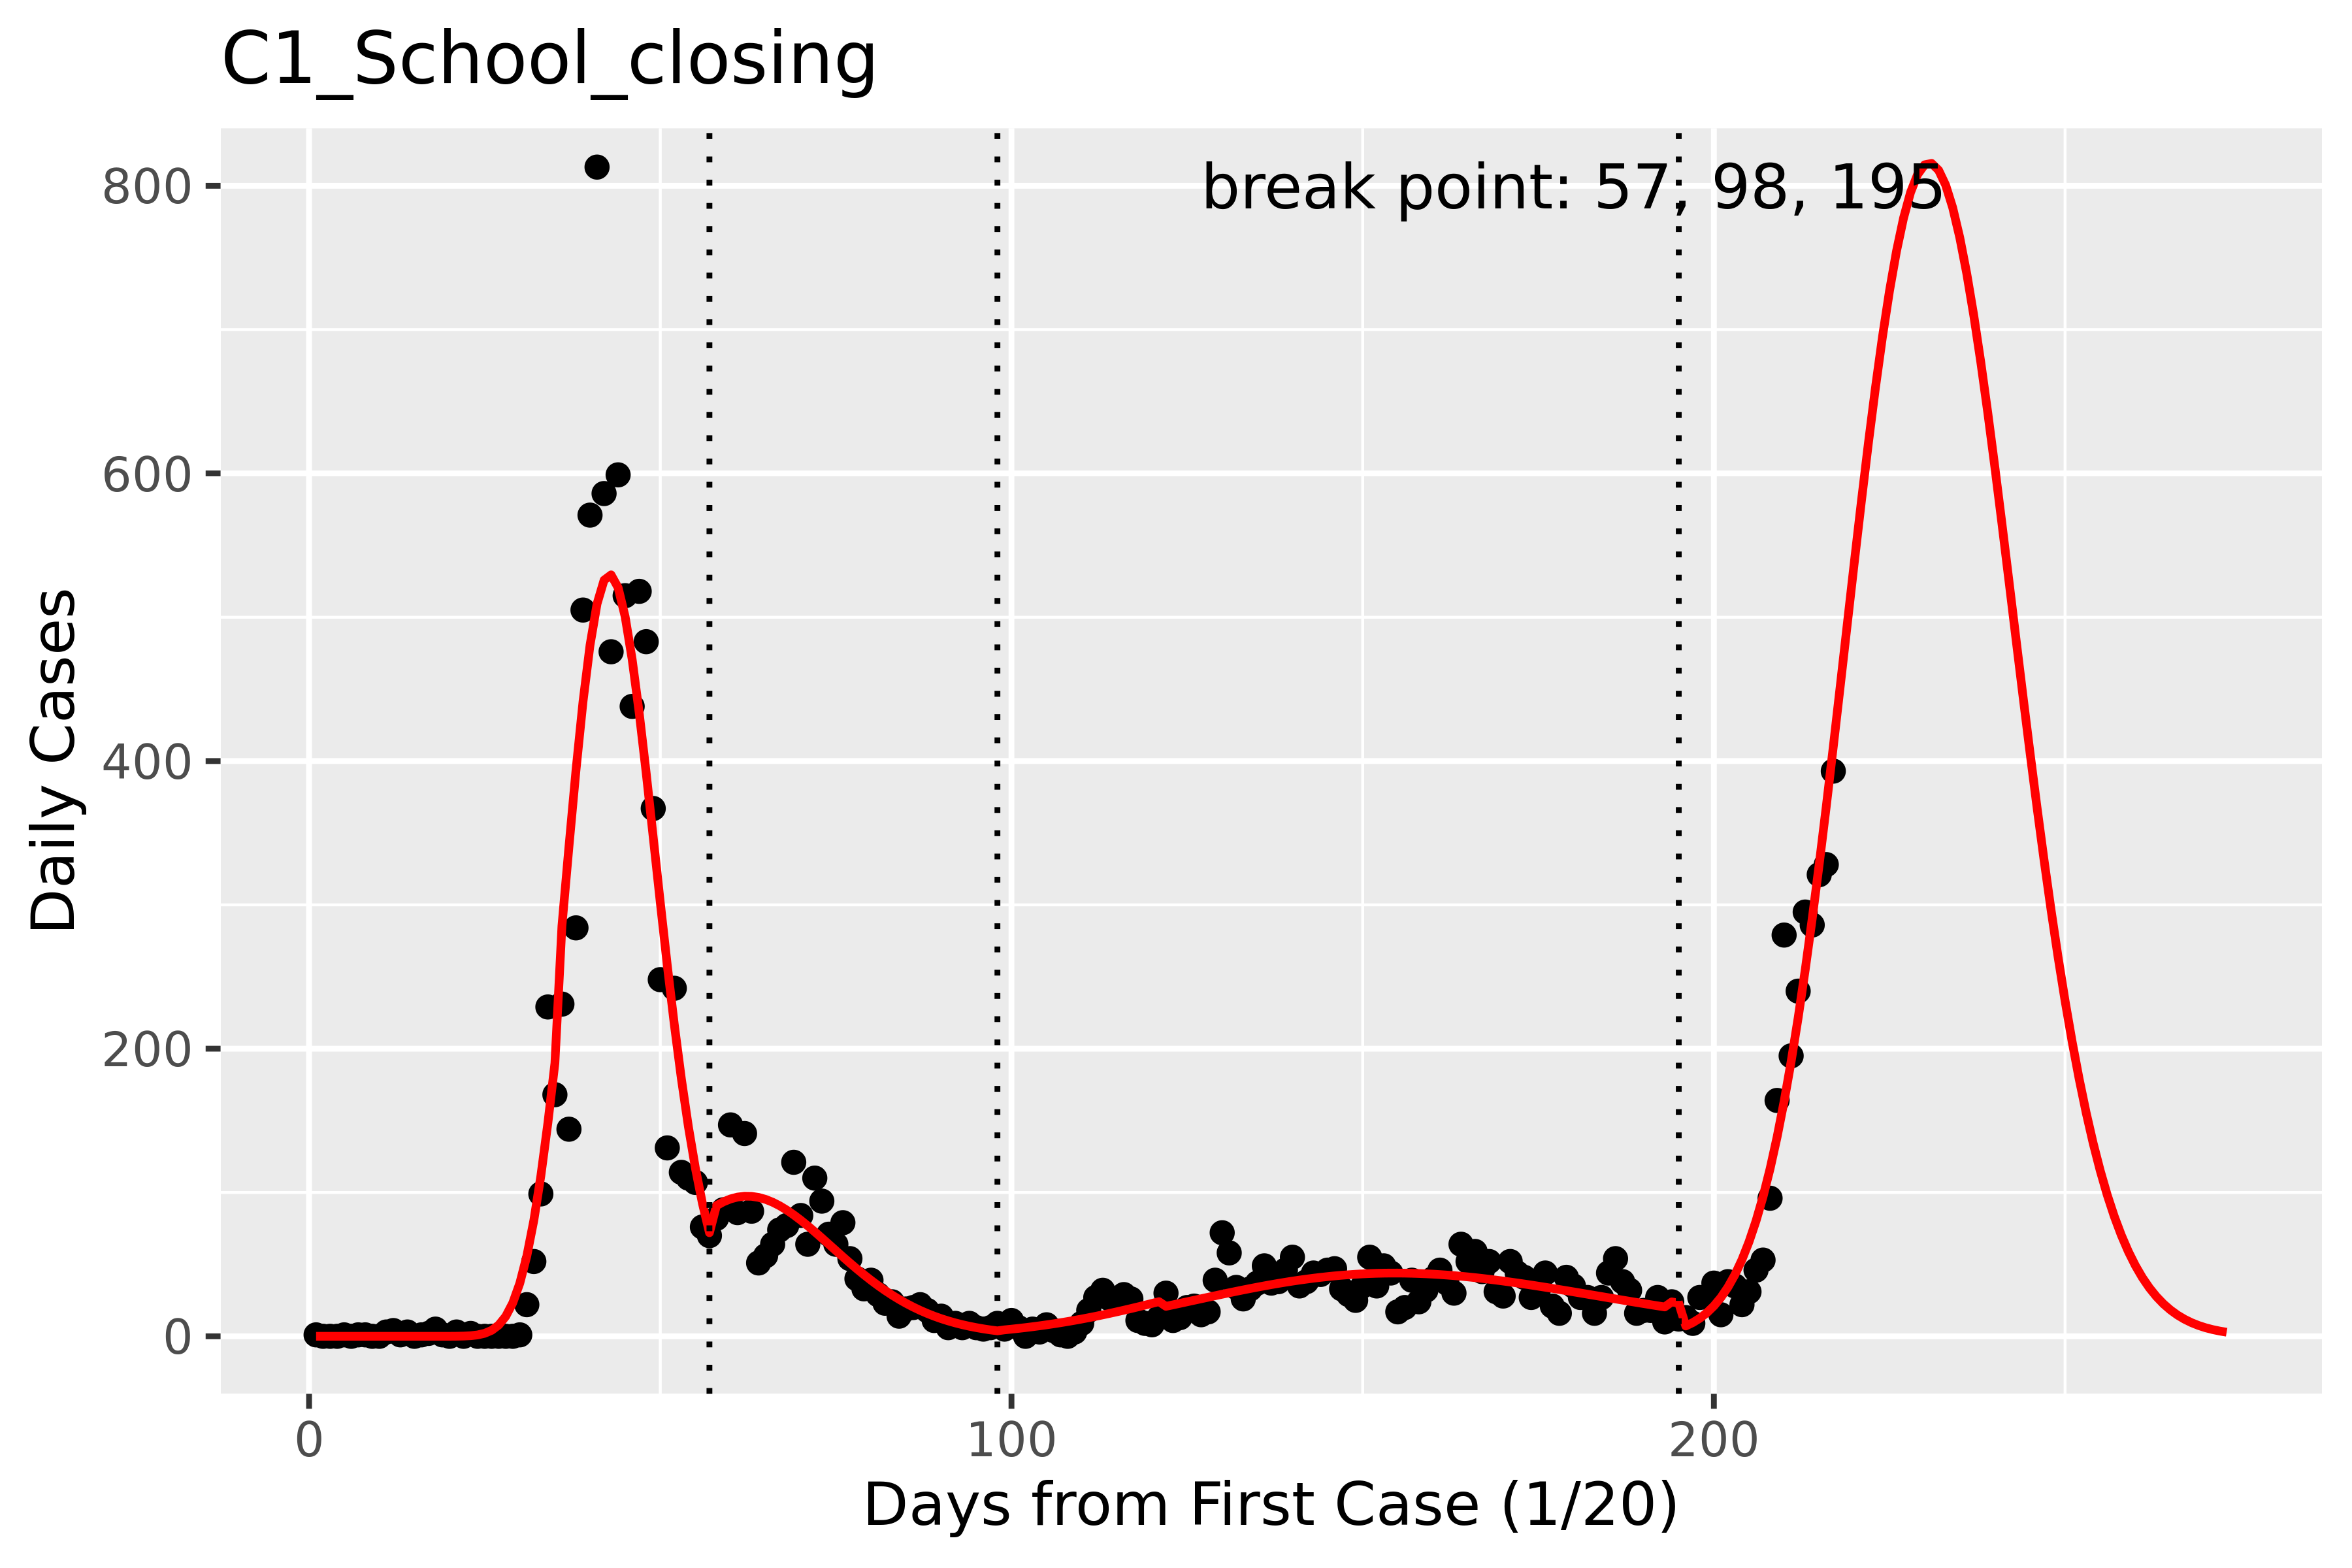 C1_School_closing
break point: 57, 98, 195
Daily Cases
800
600
400
200
0
0 100 200
Days from First Case (1/20)